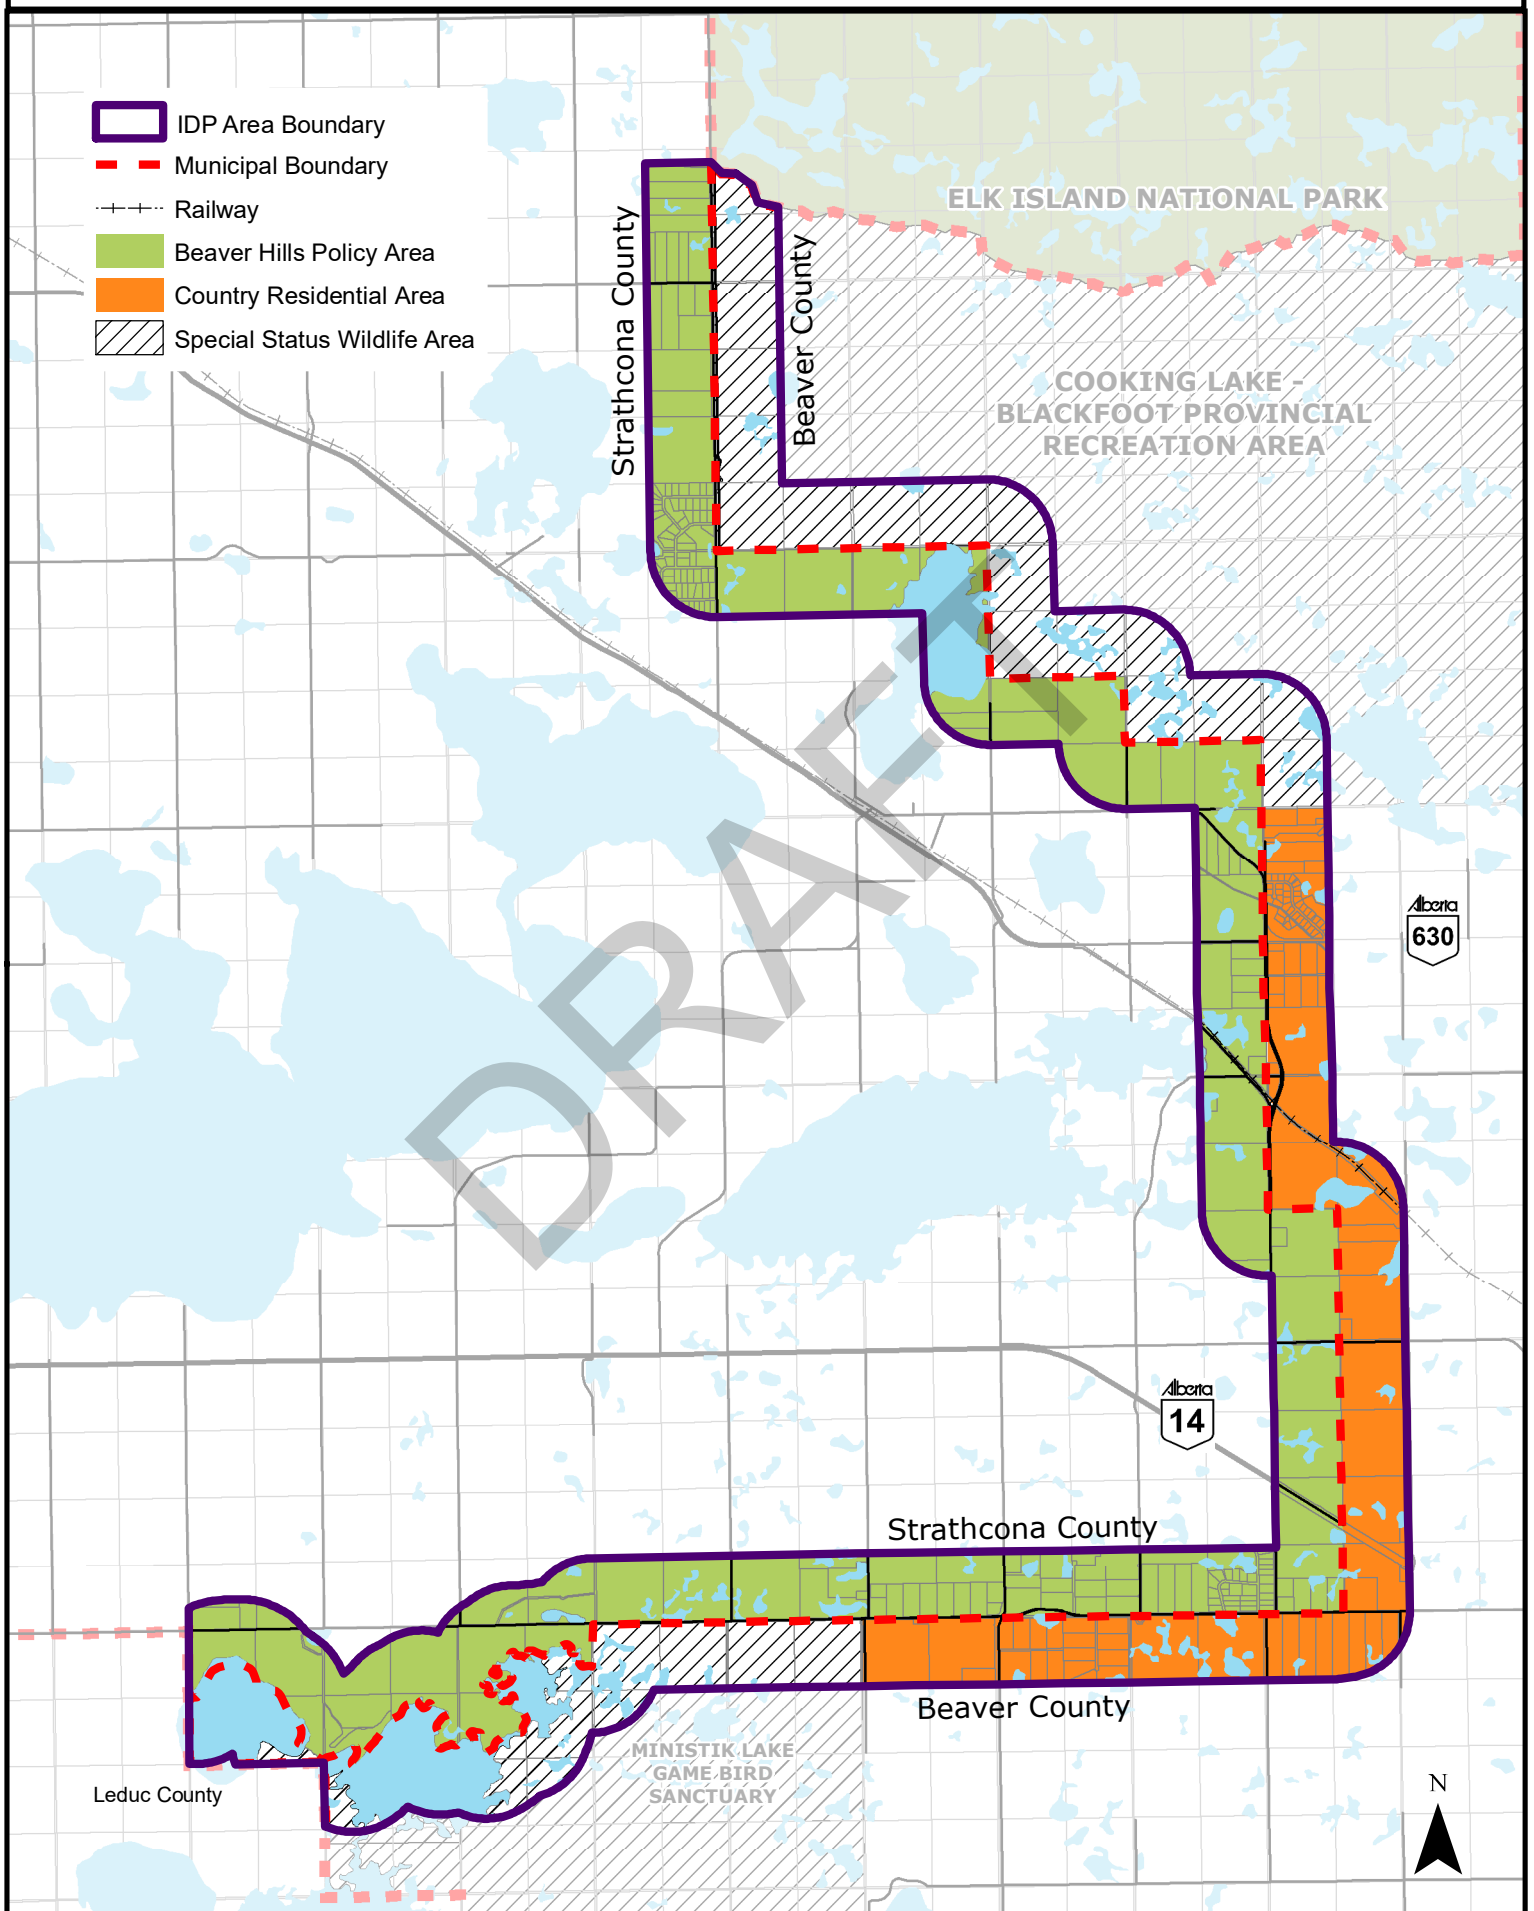 IDP Area Boundary
Municipal Boundary
Railway
Beaver Hills Policy Area
Country Residential Area
Special Status Wildlife Area
ELK ISLAND NATIONAL PARK
Strathcona County
Beaver County
COOKING LAKE -
BLACKFOOT PROVINCIAL
RECREATION AREA
DRAFT
Alberta
630
Alberta
14
Strathcona County
Beaver County
MINISTIK LAKE
GAME BIRD
SANCTUARY
Leduc County
N